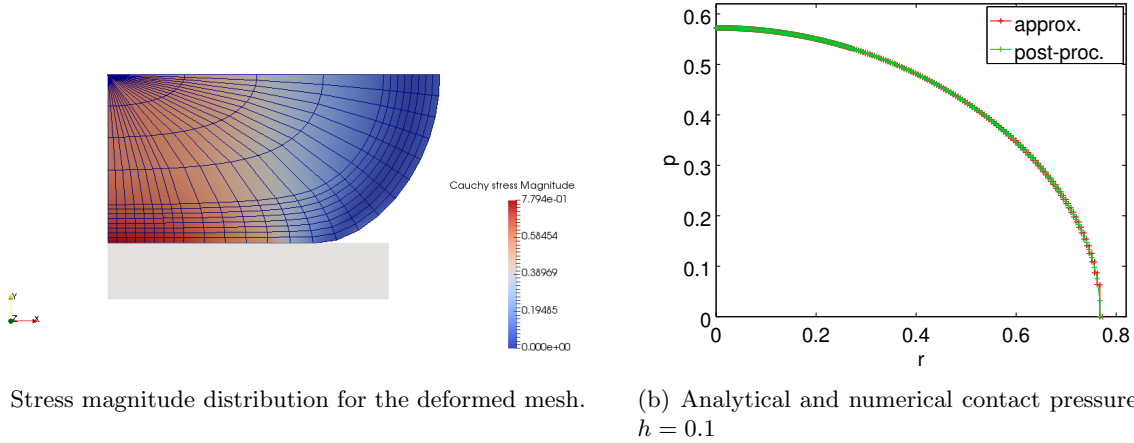 Cauchy stress Magnitude
7.794e-01
0.58454
0.38969
0.19485
0.000e+00
Y
Z
X
0.6
0.5
0.4
0.3
0.2
0.1
0
p
approx.
post-proc.
0
0.2
0.4
0.6
0.8
r
Stress magnitude distribution for the deformed mesh.
(b) Analytical and numerical contact pressure
h = 0.1